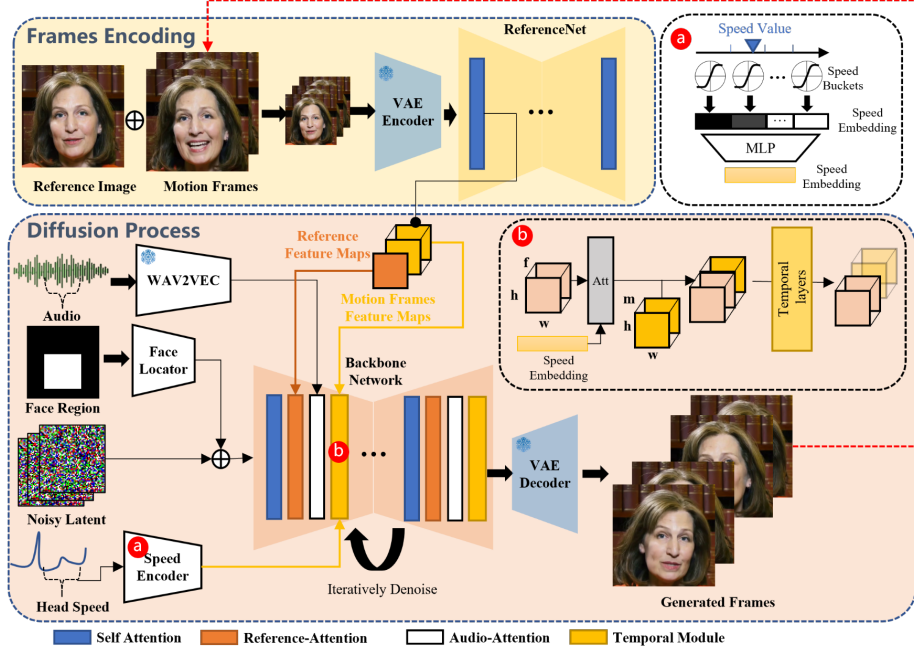 Frames Encoding
ReferenceNet
VAE
Encoder
Reference Image
Motion Frames
a
Speed Value
Speed
Buckets
Speed
Embedding
MLP
Speed
Embedding
Diffusion Process
WAV2VEC
Audio
Reference
Feature Maps
Motion Frames
Feature Maps
Face
Locator
Face Region
Backbone
Network
b
f
h
w
Att
m
h
w
Speed
Embedding
Temporal
layers
b
Noisy Latent
VAE
Decoder
a
Speed
Encoder
Head Speed
Iteratively Denoise
Generated Frames
Self Attention
Reference-Attention
Audio-Attention
Temporal Module